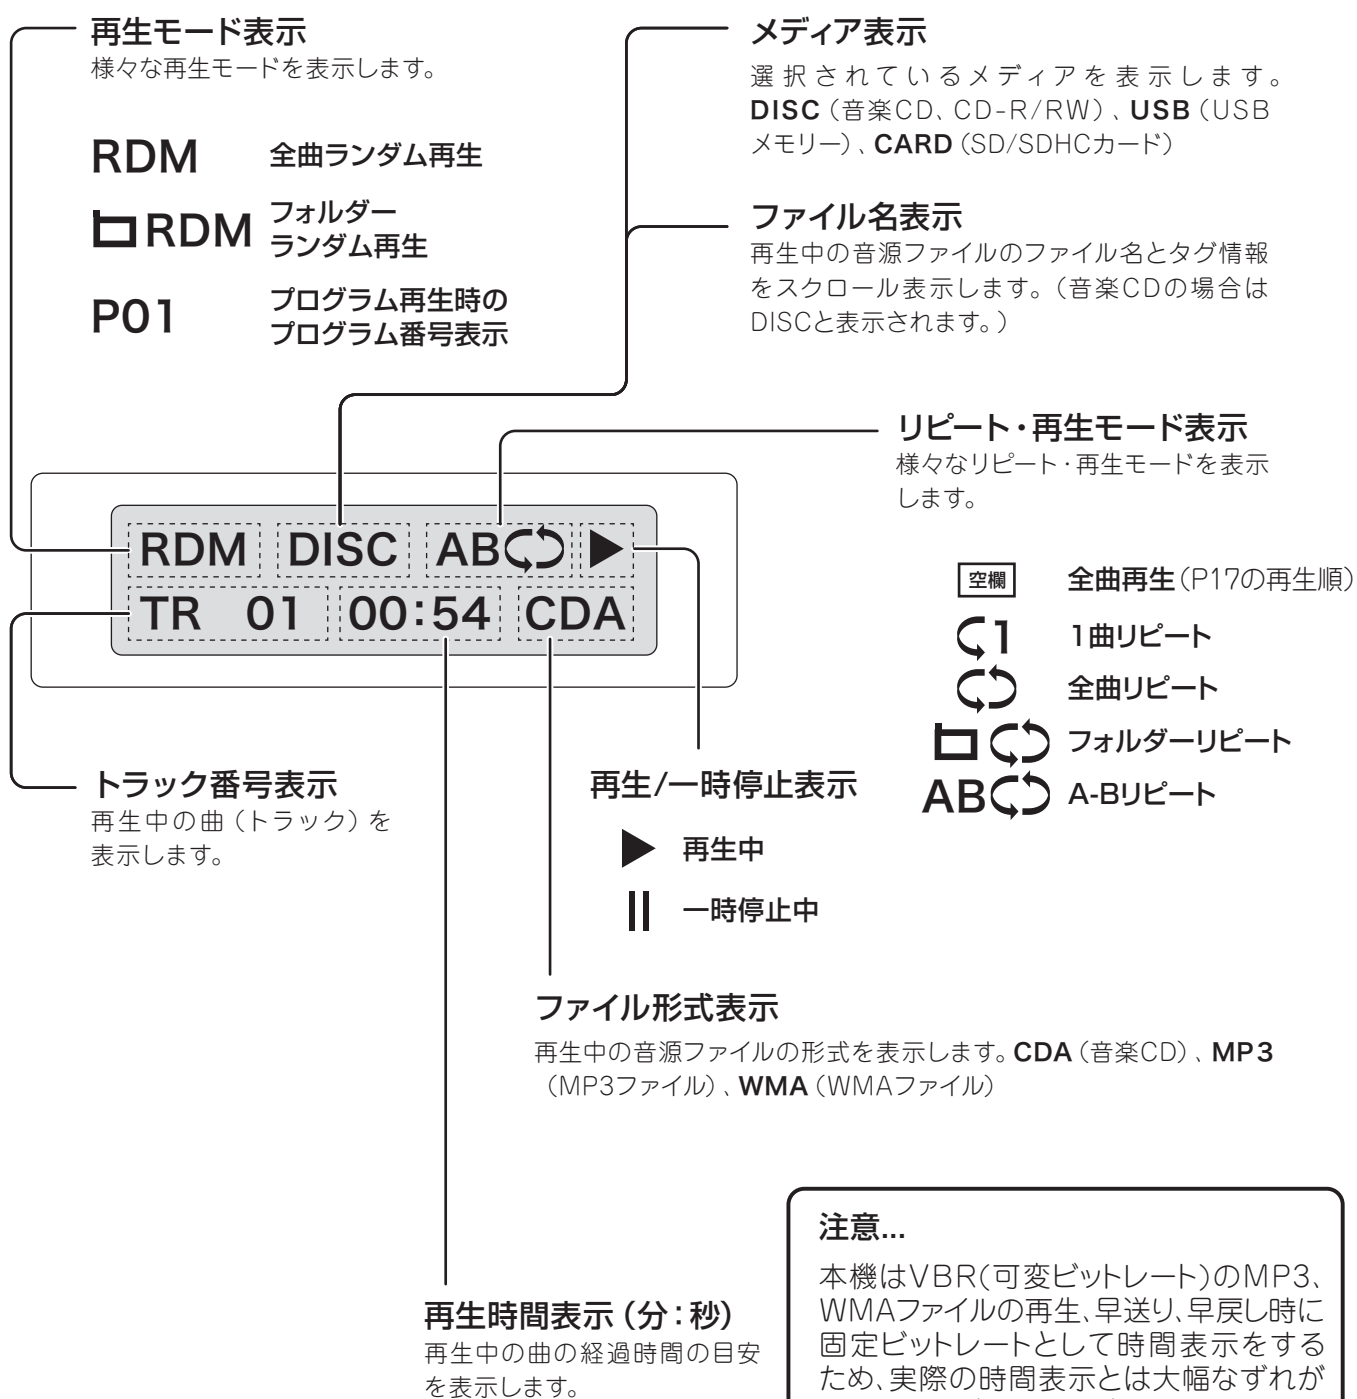 再生モード表示
様々な再生モードを表示します。
RDM 全曲ランダム再生
RDM フォルダー
ランダム再生
P01 プログラム再生時の
プログラム番号表示
メディア表示
選択されているメディアを表示します。
DISC（音楽CD、CD-R/RW）、USB（USB
メモリー）、CARD（SD/SDHCカード）
ファイル名表示
再生中の音源ファイルのファイル名とタグ情報
をスクロール表示します。（音楽CDの場合は
DISCと表示されます。）
リピート・再生モード表示
様々なリピート・再生モードを表示
します。
空欄 全曲再生（P17の再生順）
1 1曲リピート
全曲リピート
フォルダーリピート
AB A-Bリピート
RDM DISC AB ▶
TR 01 00:54 CDA
トラック番号表示
再生中の曲（トラック）を
表示します。
再生/一時停止表示
▶ 再生中
一時停止中
ファイル形式表示
再生中の音源ファイルの形式を表示します。CDA（音楽CD）、MP3
（MP3ファイル）、WMA（WMAファイル）
再生時間表示（分：秒）
再生中の曲の経過時間の目安
を表示します。
注意...
本機はVBR(可変ビットレート)のMP3、
WMAファイルの再生、早送り、早戻し時に
固定ビットレートとして時間表示をする
ため、実際の時間表示とは大幅なずれが